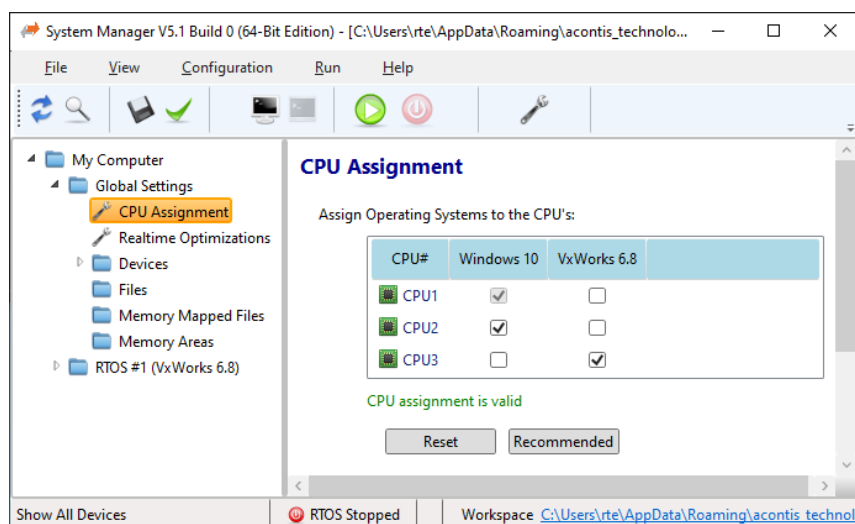 System Manager V5.1 Build 0 (64-Bit Edition) - [C:\Users\rte\AppData\Roaming\acontis_technolo...
File View Configuration Run Help
My Computer
Global Settings
CPU Assignment
Realtime Optimizations
Devices
Files
Memory Mapped Files
Memory Areas
RTOS #1 (VxWorks 6.8)
CPU Assignment
Assign Operating Systems to the CPU's:
CPU# Windows 10 VxWorks 6.8
CPU1
CPU2
CPU3
CPU assignment is valid
Reset Recommended
Show All Devices RTOS Stopped Workspace C:\Users\rte\AppData\Roaming\acontis_technol